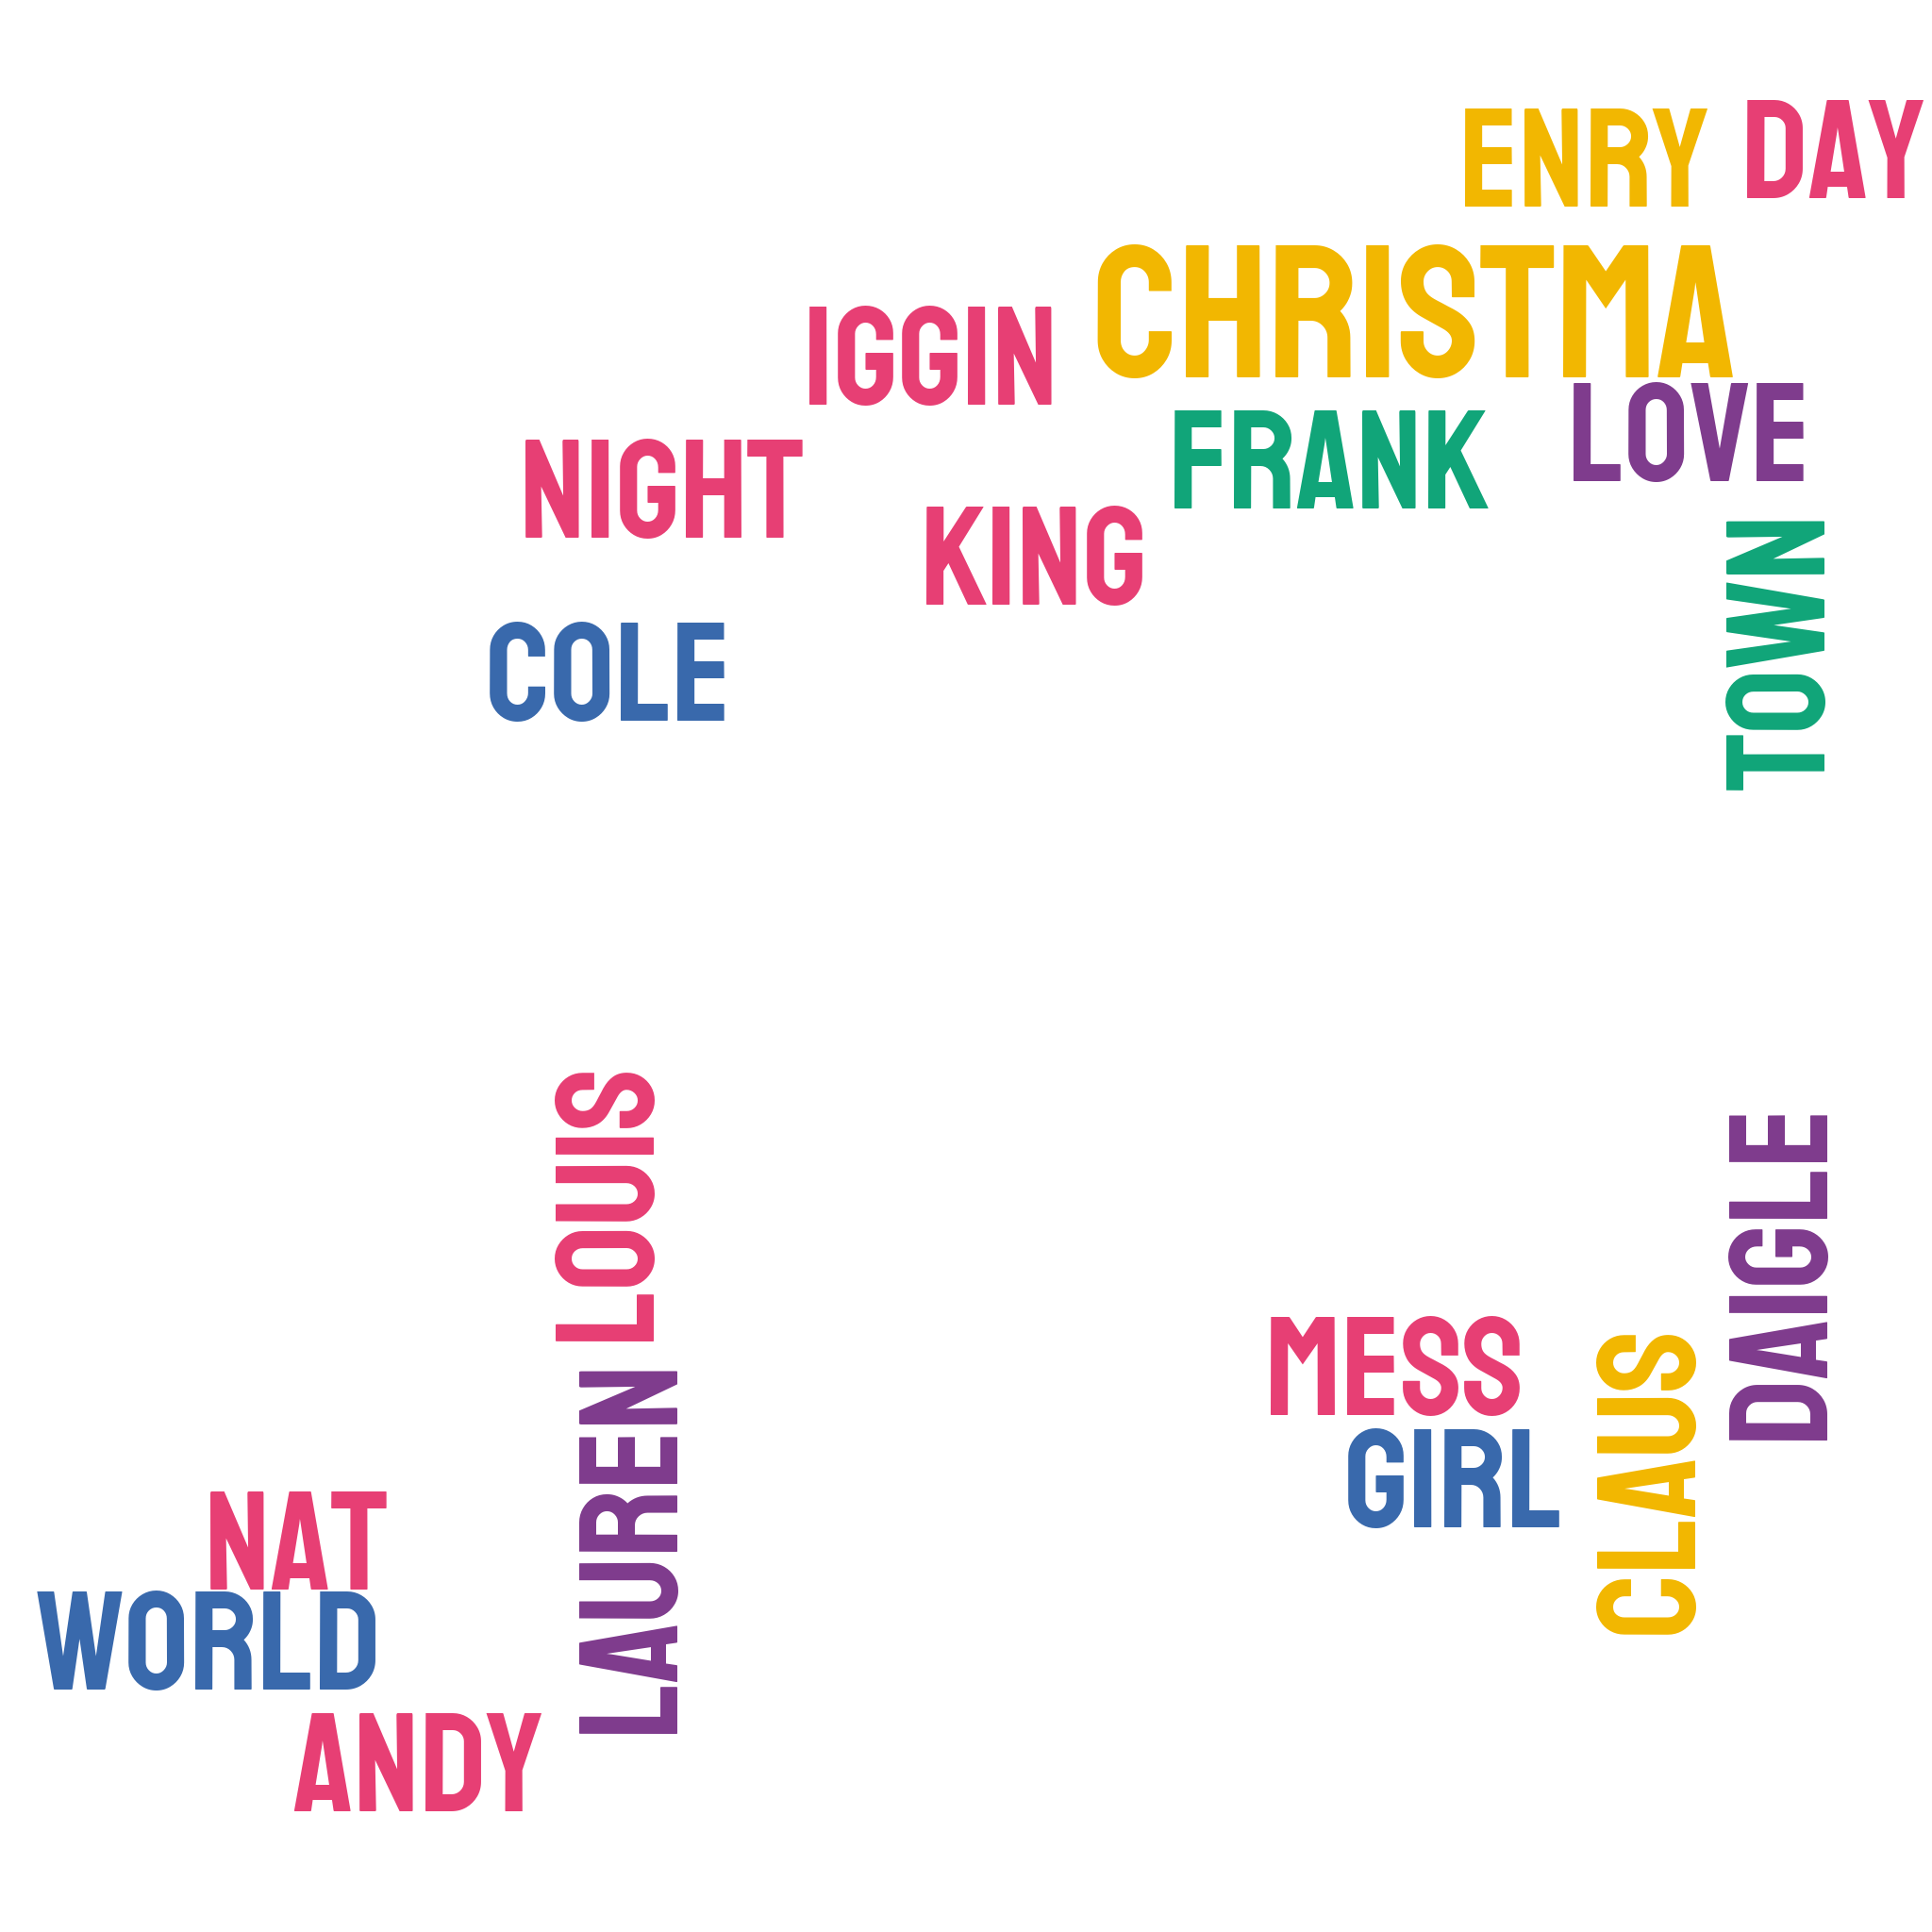 ENRY
DAY
CHRISTMA
IGGIN
LOVE
FRANK
NIGHT
KING
TOWN
COLE
LOUIS
DAIGLE
MESS
CLAUS
LAUREN
GIRL
NAT
WORLD
ANDY